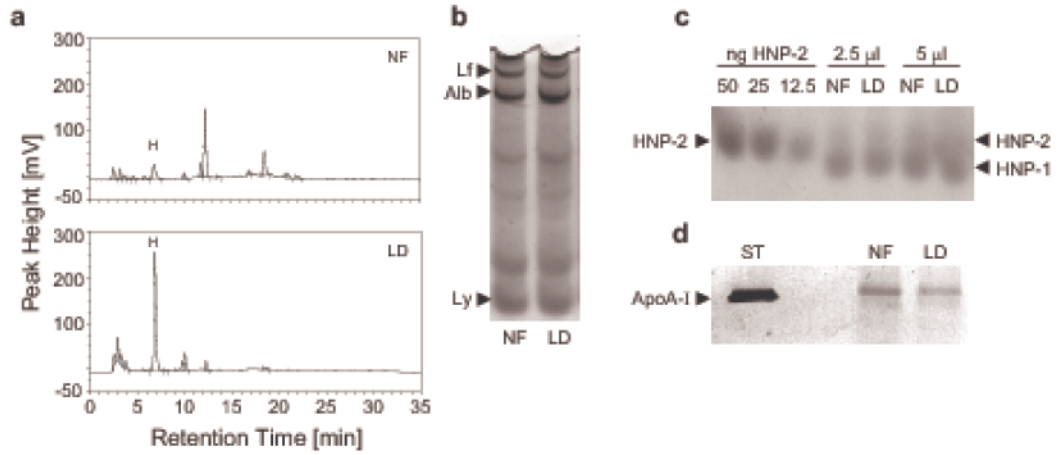 a
300
200
100
-50
NF
H
Peak Height [mV]
300
200
100
-50
LD
H
0 5 10 15 20 25 30 35
Retention Time [min]
b
Lf
Alb
Ly
NF LD
c
ng HNP-2 2.5 µl 5 µl
50 25 12.5 NF LD NF LD
HNP-2 HNP-2
HNP-1
d
ST NF LD
ApoA-I